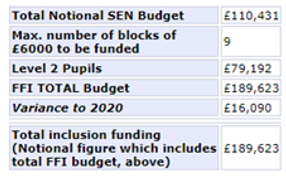 Total Notional SEN Budget £110,431
Max. number of blocks of
£6000 to be funded 9
Level 2 Pupils £79,192
FFI TOTAL Budget £189,623
Variance to 2020 £16,090
Total inclusion funding
(Notional figure which includes £189,623
total FFI budget, above)